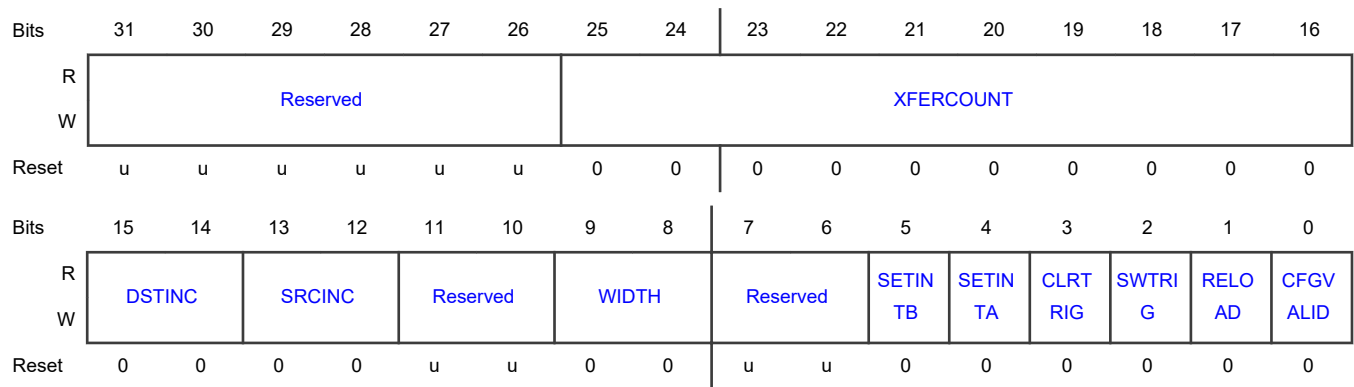 Bits 31 30 29 28 27 26 25 24 23 22 21 20 19 18 17 16
R
Reserved XFERCOUNT
W
Reset u u u u u u 0 0 0 0 0 0 0 0 0 0
Bits 15 14 13 12 11 10 9 8 7 6 5 4 3 2 1 0
R
DSTINC SRCINC Reserved WIDTH Reserved SETIN SETIN CLRT SWTRI RELO CFGV
TB TA RIG G AD ALID
W
Reset 0 0 0 0 u u 0 0 u u 0 0 0 0 0 0